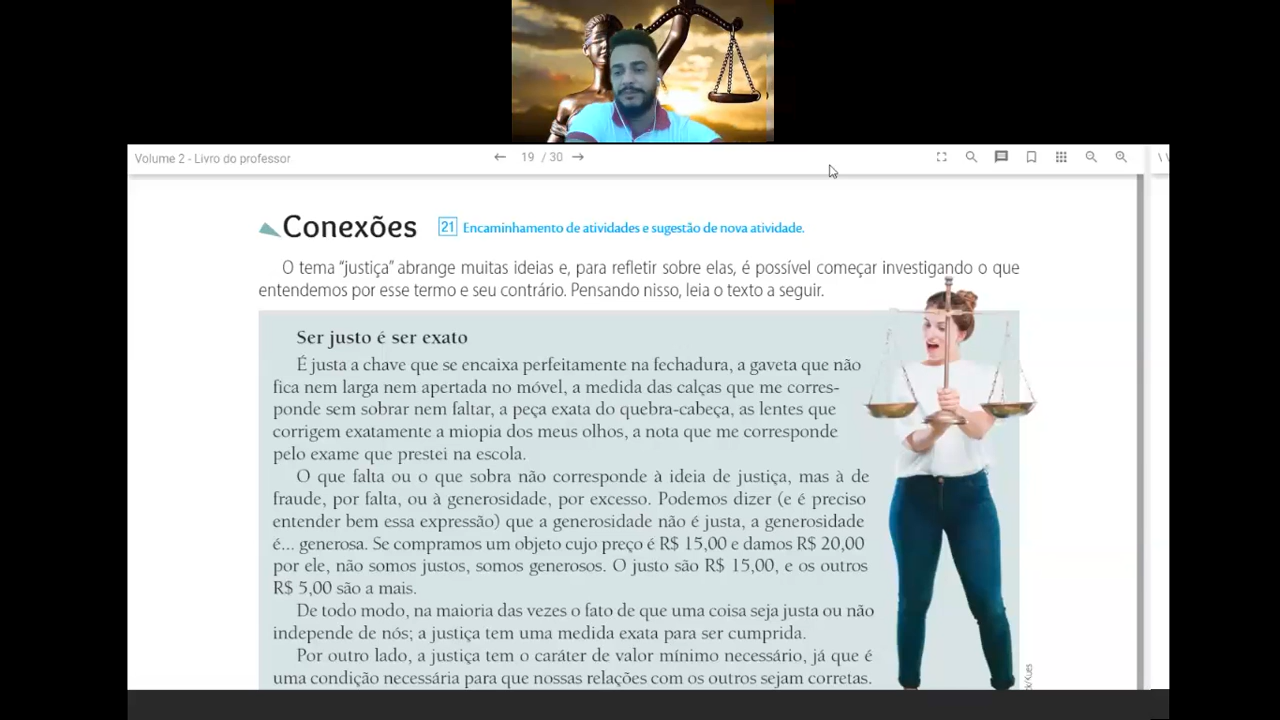 Volume 2 - Livro do professor
19 / 30
Conexões
21 Encaminhamento de atividades e sugestão de nova atividade.
O tema “justiça” abrange muitas ideias e, para refletir sobre elas, é possível começar investigando o que
entendemos por esse termo e seu contrário. Pensando nisso, leia o texto a seguir.
Ser justo é ser exato
É justa a chave que se encaixa perfeitamente na fechadura, a gaveta que não
fica nem larga nem apertada no móvel, a medida das calças que me corres-
ponde sem sobrar nem faltar, a peça exata do quebra-cabeça, as lentes que
corrigem exatamente a miopia dos meus olhos, a nota que me corresponde
pelo exame que prestei na escola.
O que falta ou o que sobra não corresponde à ideia de justiça, mas à de
fraude, por falta, ou à generosidade, por excesso. Podemos dizer (e é preciso
entender bem essa expressão) que a generosidade não é justa, a generosidade
é... generosa. Se compramos um objeto cujo preço é R$ 15,00 e damos R$ 20,00
por ele, não somos justos, somos generosos. O justo são R$ 15,00, e os outros
R$ 5,00 são a mais.
De todo modo, na maioria das vezes o fato de que uma coisa seja justa ou não
independe de nós; a justiça tem uma medida exata para ser cumprida.
Por outro lado, a justiça tem o caráter de valor mínimo necessário, já que é
uma condição necessária para que nossas relações com os outros sejam corretas.